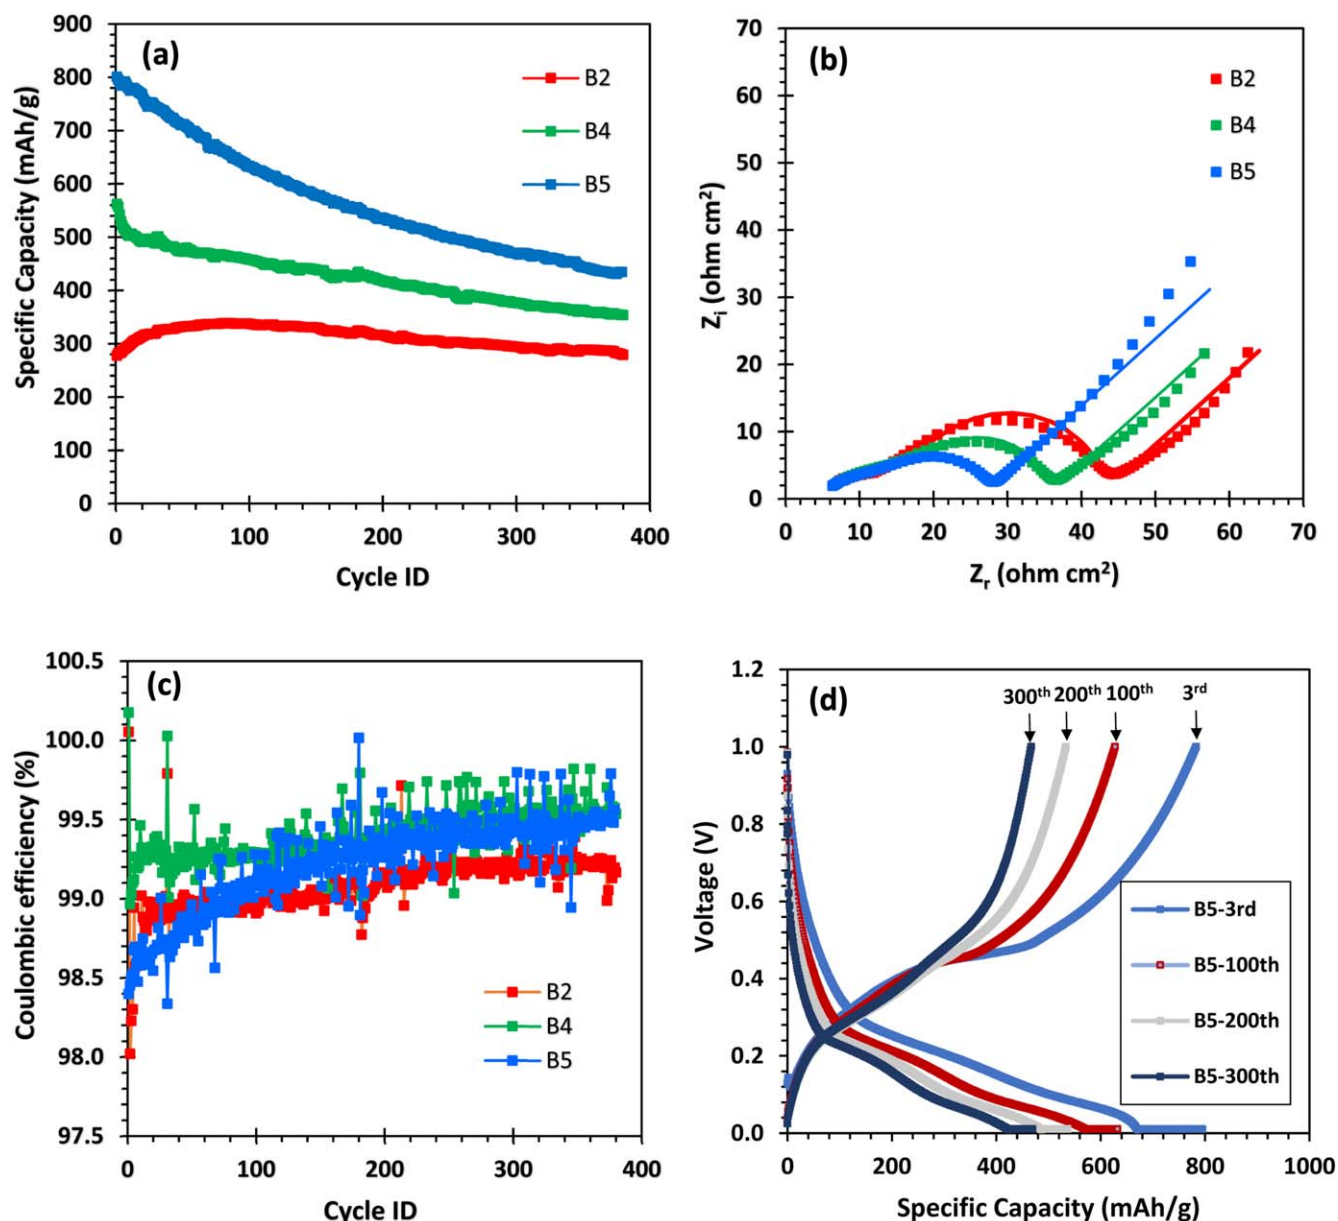 (a)
900
800
700
600
500
400
300
200
100
0
0 100 200 300 400
Specific Capacity (mAh/g)
Cycle ID
B2
B4
B5
(b)
70
60
50
40
30
20
10
0
0 10 20 30 40 50 60 70
Zi (ohm cm²)
Zr (ohm cm²)
B2
B4
B5
(c)
100.5
100.0
99.5
99.0
98.5
98.0
97.5
0 100 200 300 400
Coulombic efficiency (%)
Cycle ID
B2
B4
B5
(d)
1.2
1.0
0.8
0.6
0.4
0.2
0.0
0 200 400 600 800 1000
Voltage (V)
Specific Capacity (mAh/g)
300th 200th 100th 3rd
B5-3rd
B5-100th
B5-200th
B5-300th